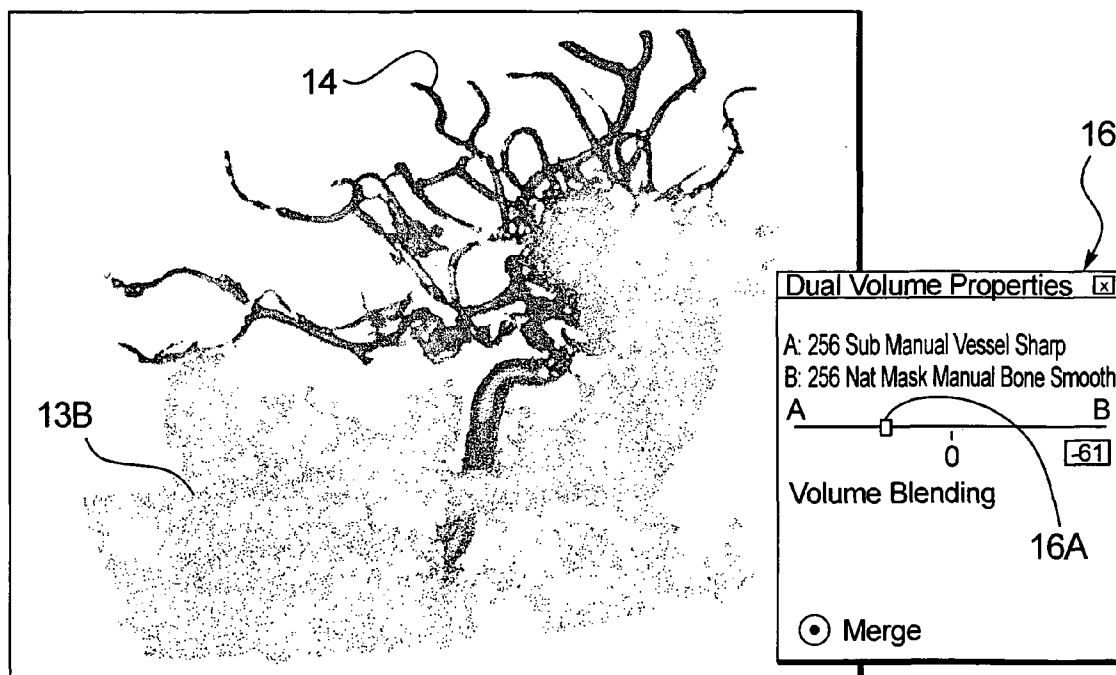 14
16
Dual Volume Properties x
A: 256 Sub Manual Vessel Sharp
B: 256 Nat Mask Manual Bone Smooth
A B
0 -61
Volume Blending
13B
16A
Merge